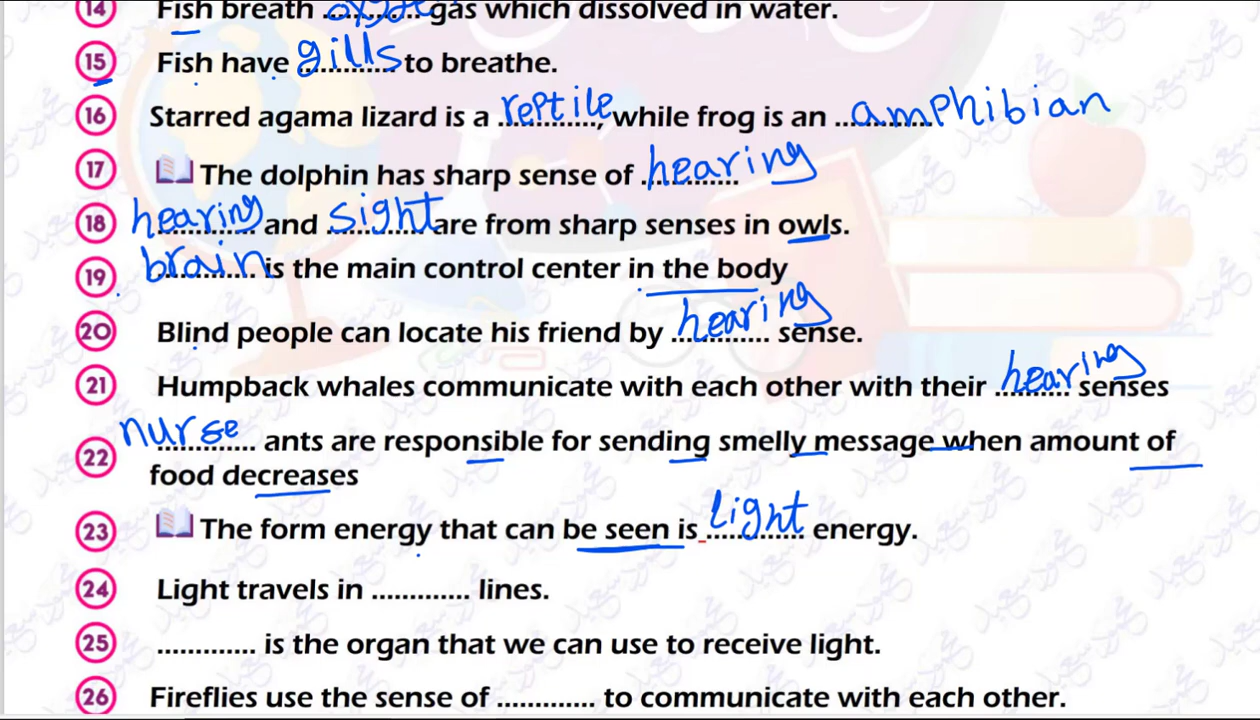 14 Fish breath oxygen gas which dissolved in water.
15 Fish have gills to breathe.
16 Starred agama lizard is a reptile, while frog is an amphibian
17 The dolphin has sharp sense of hearing
18 hearing and sight are from sharp senses in owls.
19 brain is the main control center in the body
20 Blind people can locate his friend by hearing sense.
21 Humpback whales communicate with each other with their hearing senses
22 nurse ants are responsible for sending smelly message when amount of
food decreases
23 The form energy that can be seen is light energy.
24 Light travels in ............. lines.
25 ............. is the organ that we can use to receive light.
26 Fireflies use the sense of ............. to communicate with each other.